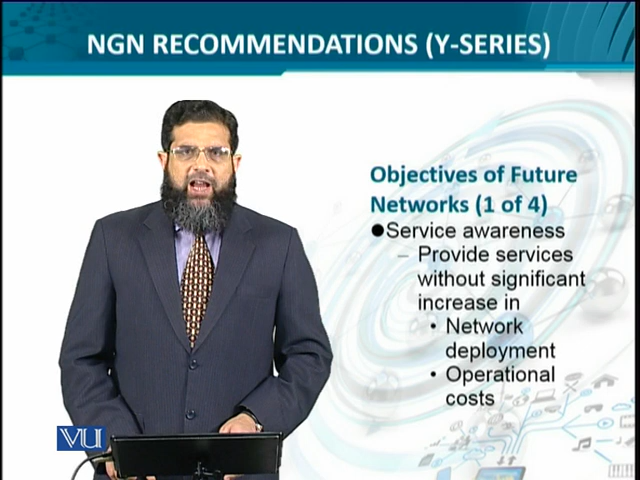 NGN RECOMMENDATIONS (Y-SERIES)
Objectives of Future
Networks (1 of 4)
●Service awareness
– Provide services
without significant
increase in
• Network
deployment
• Operational
costs
VU